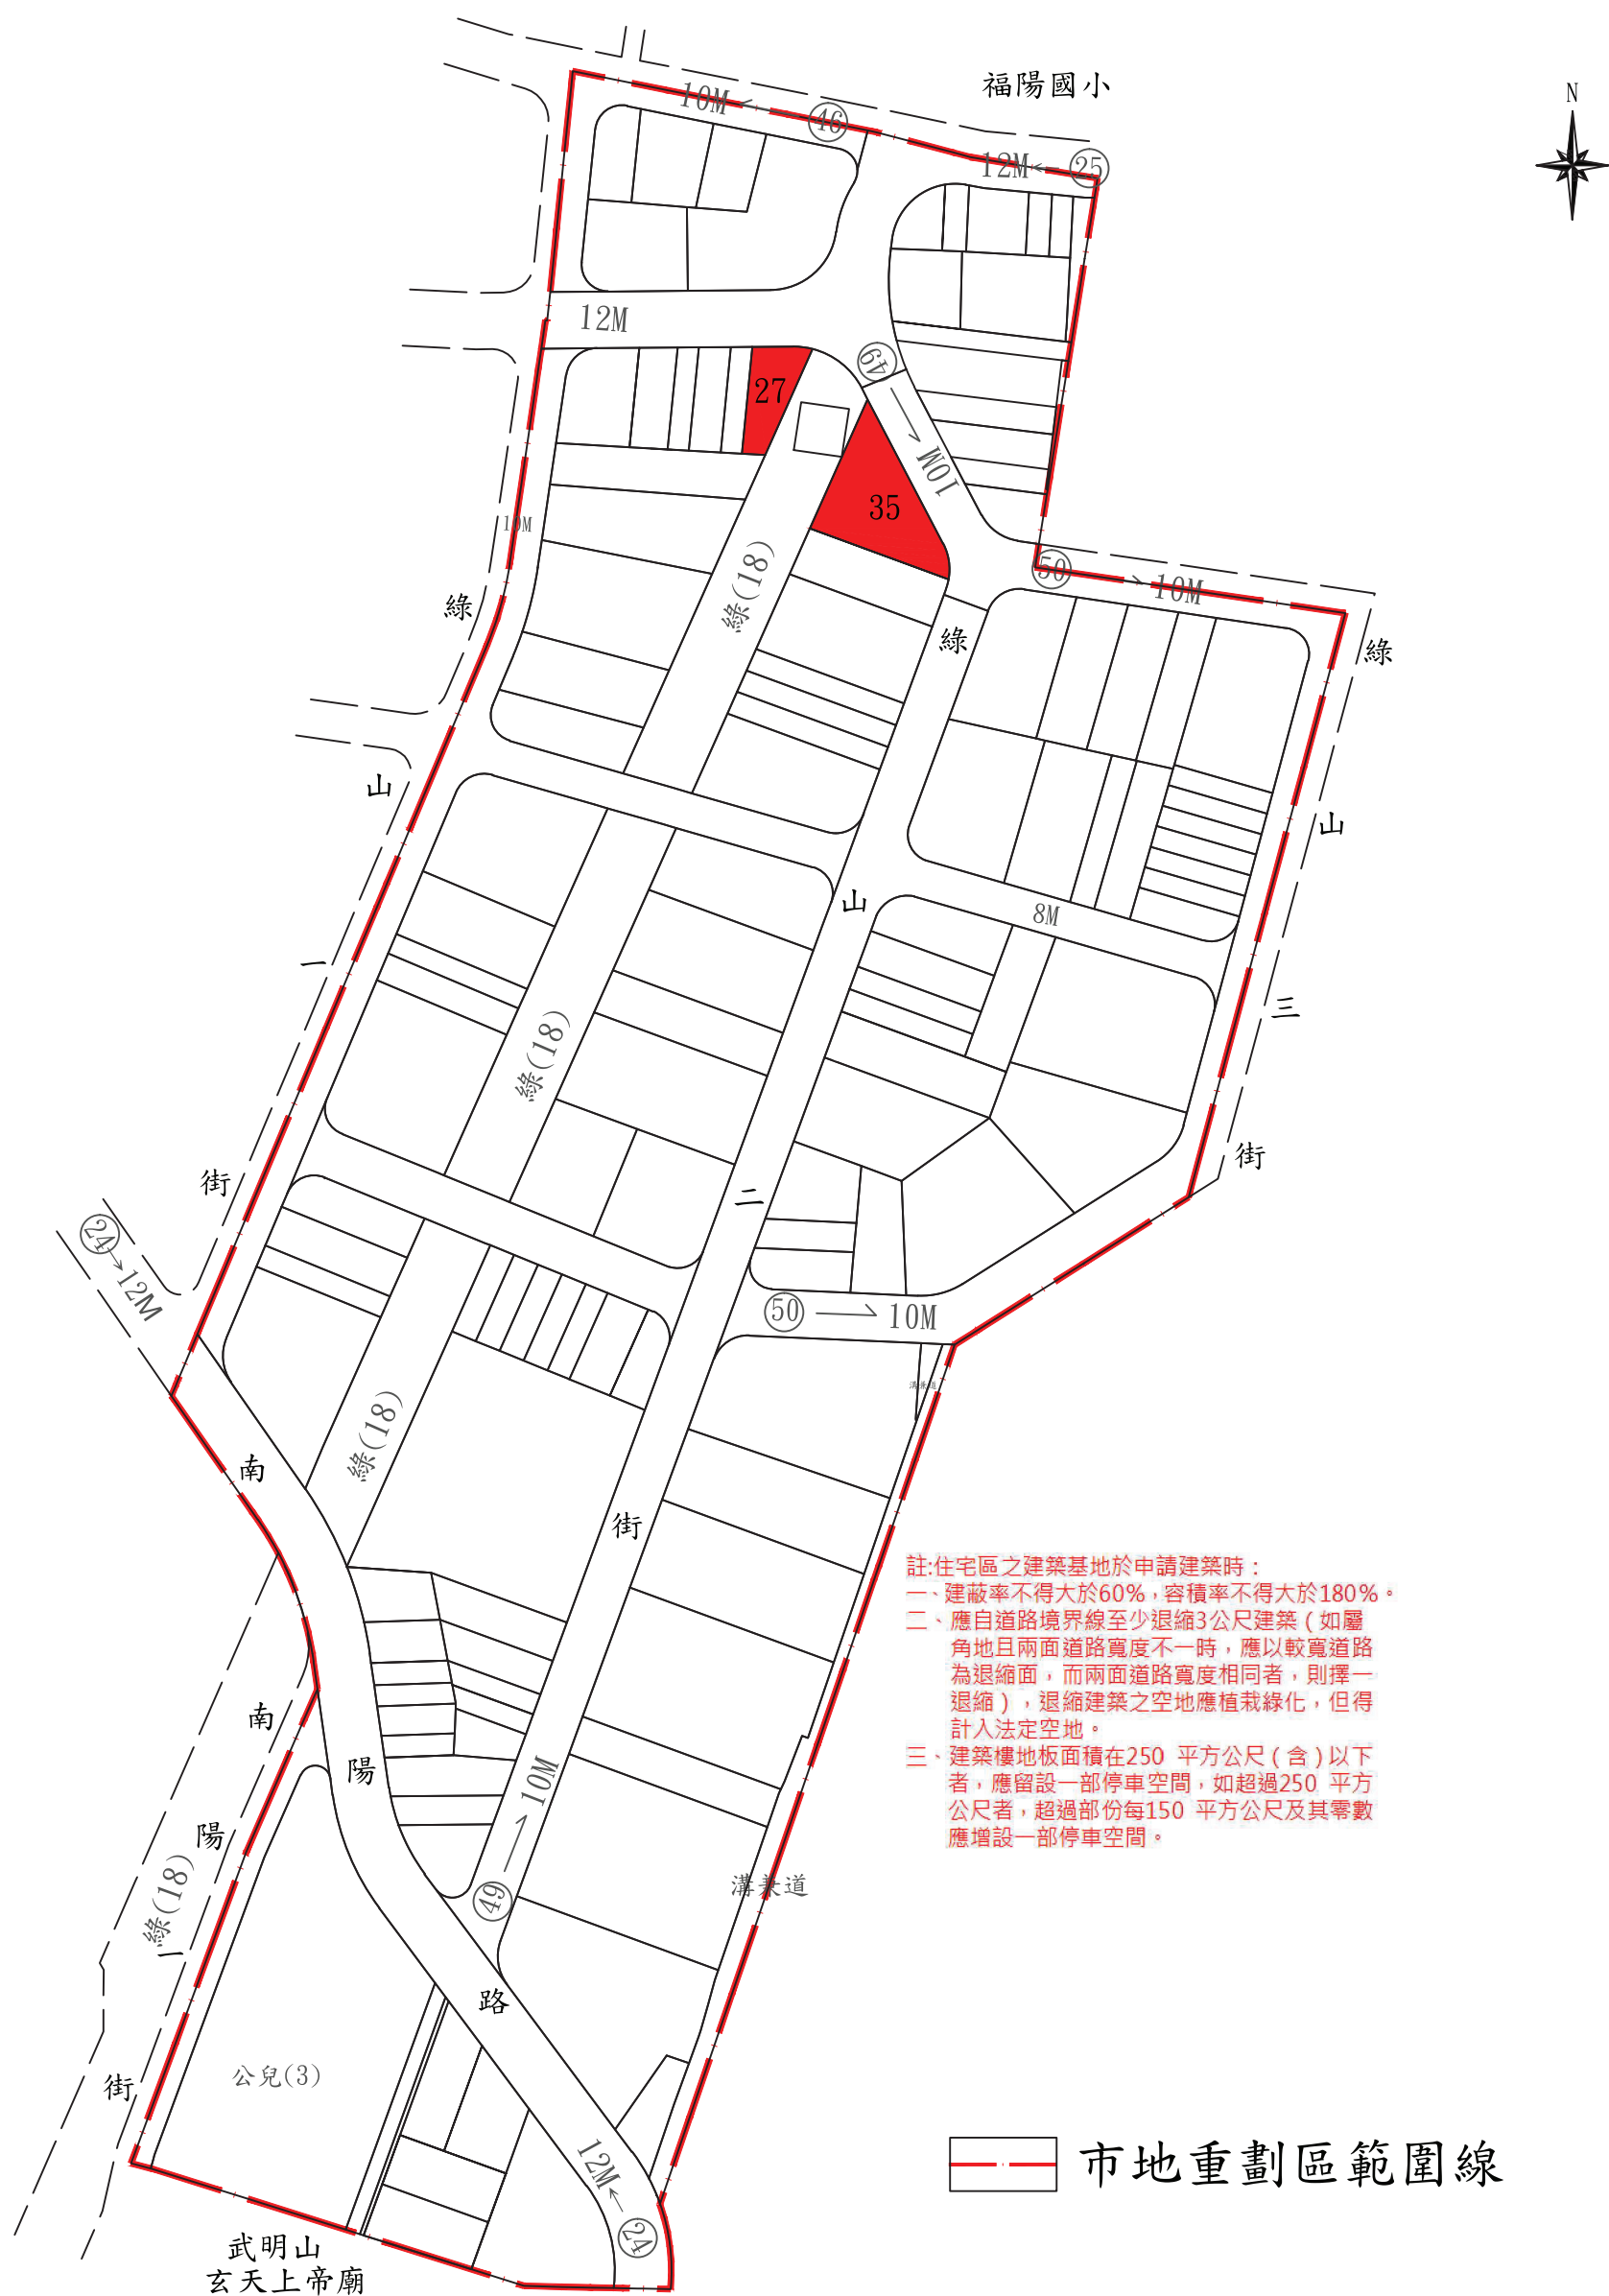 福陽國小
N
10M
46
12M
25
12M
49
10M
27
35
10M
50
10M
綠
綠(18)
綠
綠
山
山
山
8M
一
綠(18)
三
街
街
24
12M
二
50
10M
溝兼道
綠(18)
南
街
註:住宅區之建築基地於申請建築時：
一、建蔽率不得大於60%，容積率不得大於180%。
二、應自道路境界線至少退縮3公尺建築（如屬
角地且兩面道路寬度不一時，應以較寬道路
為退縮面，而兩面道路寬度相同者，則擇一
退縮），退縮建築之空地應植栽綠化，但得
計入法定空地。
三、建築樓地板面積在250 平方公尺（含）以下
者，應留設一部停車空間，如超過250 平方
公尺者，超過部份每150 平方公尺及其零數
應增設一部停車空間。
南
陽
10M
49
陽
綠(18)
一
溝兼道
路
公兒(3)
街
12M
24
市地重劃區範圍線
武明山
玄天上帝廟